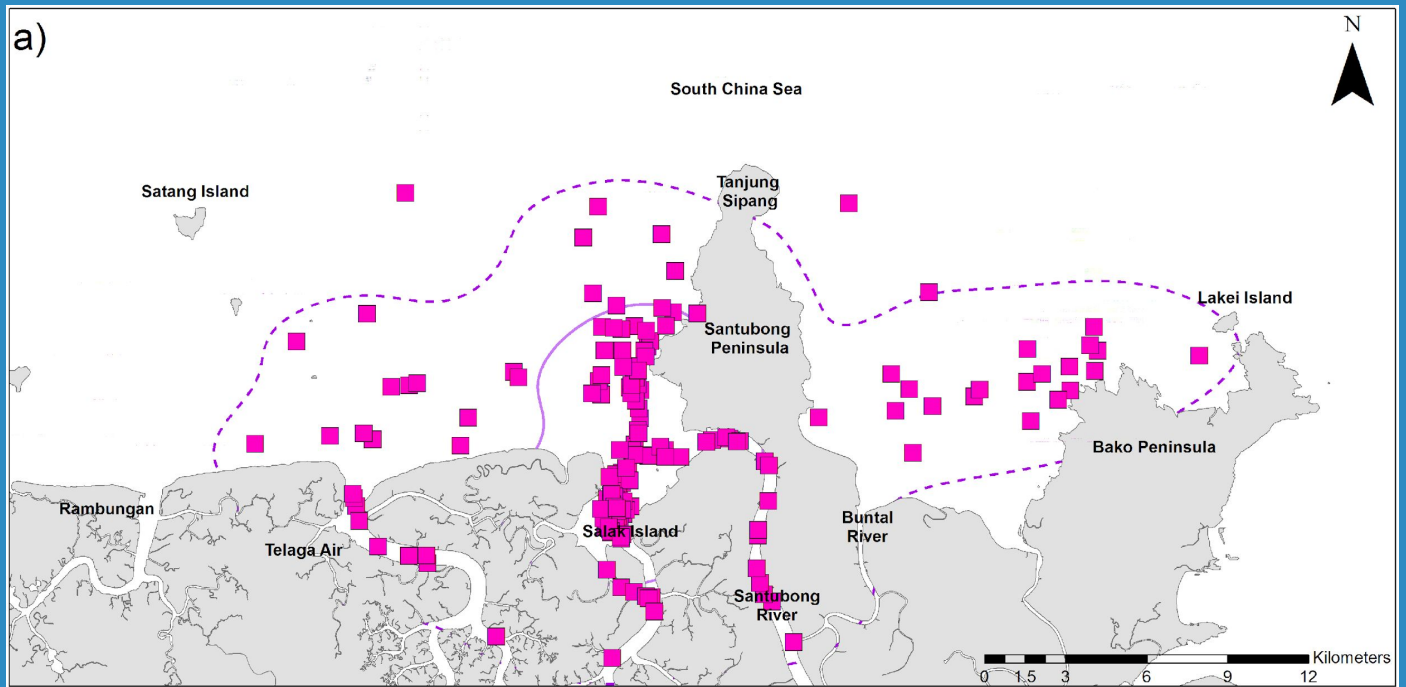 a)
N
South China Sea
Satang Island
Tanjung
Sipang
Lakei Island
Santubong
Peninsula
Bako Peninsula
Rambungan
Buntal
River
Salak Island
Telaga Air
Santubong
River
Kilometers
0 1.5 3 6 9 12